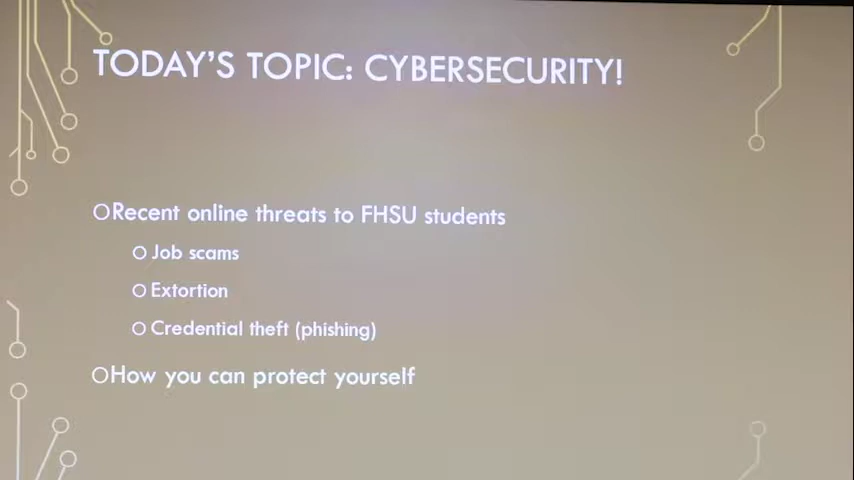 TODAY'S TOPIC: CYBERSECURITY!
Recent online threats to FHSU students
Job scams
Extortion
Credential theft (phishing)
How you can protect yourself